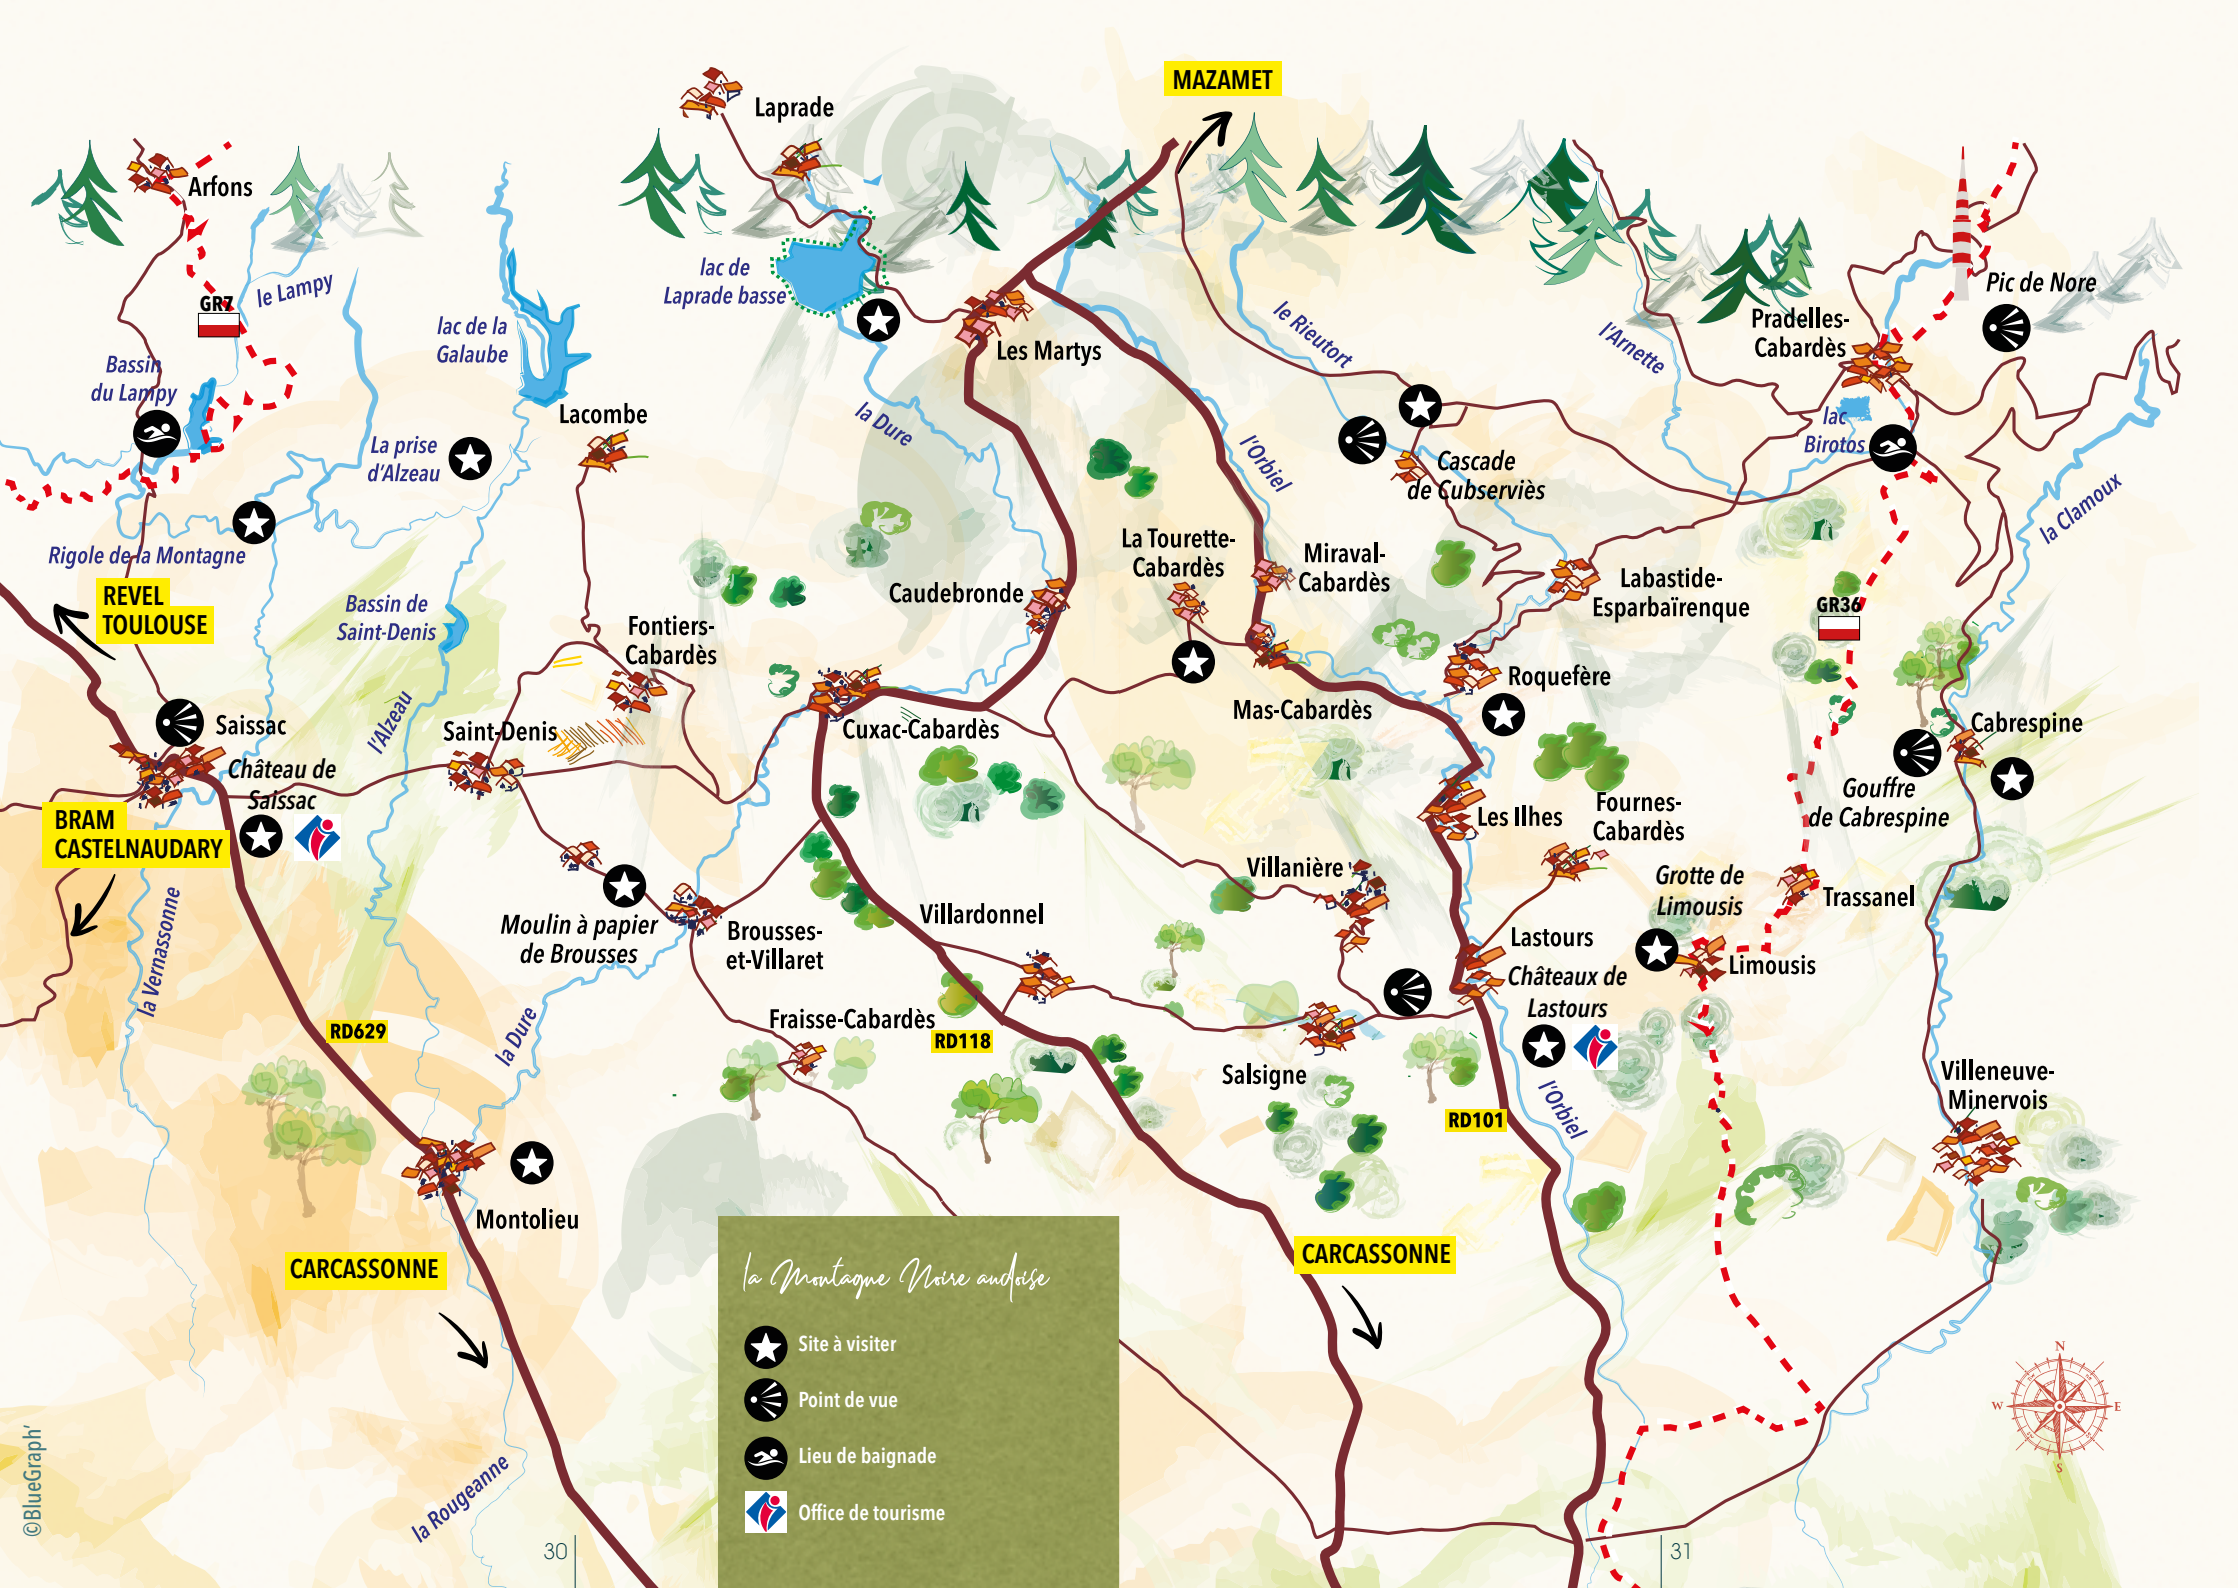 MAZAMET
Laprade
Arfons
GR7
le Lampy
lac de
Laprade basse
lac de la
Galaube
Bassin
du Lampy
Les Martys
le Rieutort
l'Arnette
Pradelles-
Cabardès
Pic de Nore
Lacombe
la Dure
La prise
d'Alzeau
l'Orbiel
Cascade
de Cubserviès
lac
Birotos
la Clamoux
Rigole de la Montagne
REVEL
TOULOUSE
Bassin de
Saint-Denis
Fontiers-
Cabardès
Caudebronde
La Tourette-
Cabardès
Miraval-
Cabardès
Labastide-
Esparbaïrenque
GR36
Saissac
Château de
Saissac
l'Alzeau
Saint-Denis
Cuxac-Cabardès
Mas-Cabardès
Roquefère
Cabrespine
Gouffre
de Cabrespine
BRAM
CASTELNAUDARY
la Vernassonne
Moulin à papier
de Brousses
Brousses-
et-Villaret
Villardonnel
Villanière
Les Ilhes
Fournes-
Cabardès
Grotte de
Limousis
Trassanel
Limousis
Lastours
Châteaux de
Lastours
RD629
la Dure
Fraisse-Cabardès
RD118
Salsigne
RD101
l'Orbiel
Villeneuve-
Minervois
Montolieu
CARCASSONNE
CARCASSONNE
la Montagne Noire audoise
Site à visiter
Point de vue
Lieu de baignade
Office de tourisme
la Rougeanne
N
W
E
S
©BlueGraph'
30
31